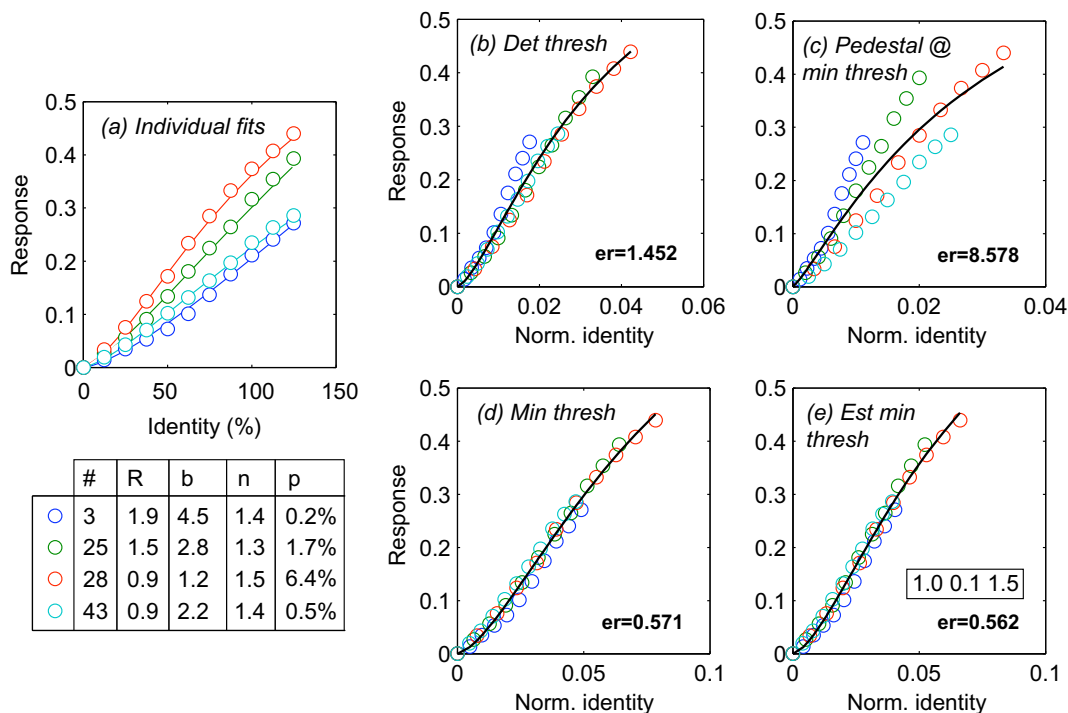 (a) Individual fits
Response
0.5
0.4
0.3
0.2
0.1
0
0 50 100 150
Identity (%)
# R b n p
3 1.9 4.5 1.4 0.2%
25 1.5 2.8 1.3 1.7%
28 0.9 1.2 1.5 6.4%
43 0.9 2.2 1.4 0.5%
(b) Det thresh
Response
0.5
0.4
0.3
0.2
0.1
0
er=1.452
0 0.02 0.04 0.06
Norm. identity
(c) Pedestal @
min thresh
0.5
0.4
0.3
0.2
0.1
0
er=8.578
0 0.02 0.04
Norm. identity
(d) Min thresh
Response
0.5
0.4
0.3
0.2
0.1
0
er=0.571
0 0.05 0.1
Norm. identity
(e) Est min
thresh
0.5
0.4
0.3
0.2
0.1
0
1.0 0.1 1.5
er=0.562
0 0.05 0.1
Norm. identity